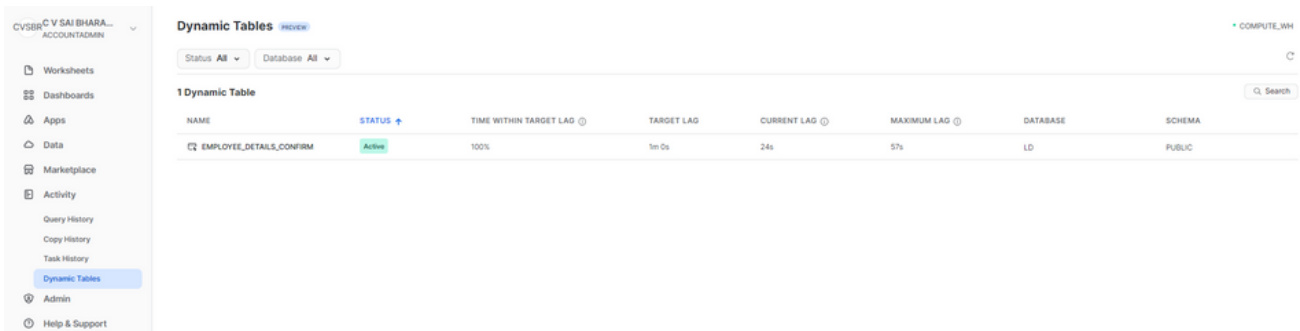 CVSBR C V SAI BHARA...
ACCOUNTADMIN
Worksheets
Dashboards
Apps
Data
Marketplace
Activity
Query History
Copy History
Task History
Dynamic Tables
Admin
Help & Support
Dynamic Tables PREVIEW
COMPUTE_WH
Status All Database All
1 Dynamic Table
Search
NAME STATUS TIME WITHIN TARGET LAG TARGET LAG CURRENT LAG MAXIMUM LAG DATABASE SCHEMA
EMPLOYEE_DETAILS_CONFIRM Active 100% 1m 0s 24s 57s LD PUBLIC